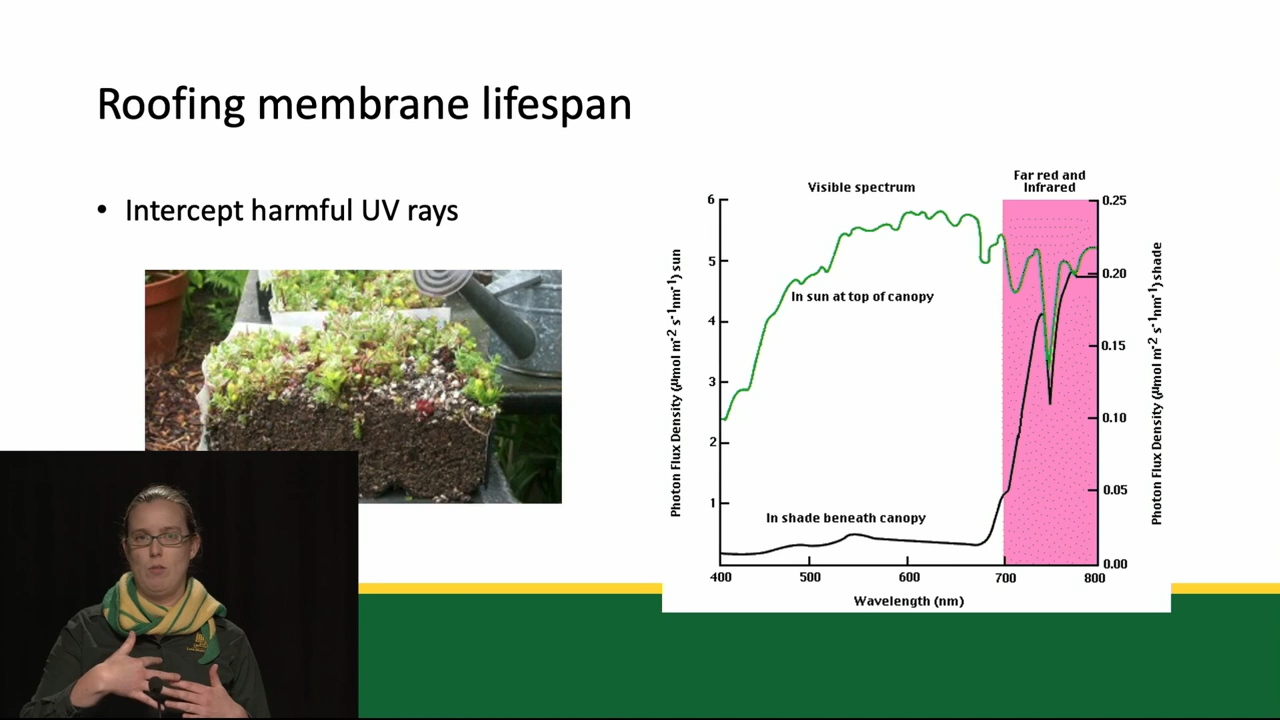 Roofing membrane lifespan
• Intercept harmful UV rays
Visible spectrum
Far red and
Infrared
6
5
4
3
2
1
0.25
0.20
0.15
0.10
0.05
0.00
In sun at top of canopy
In shade beneath canopy
Photon Flux Density (µmol m-2 s-1nm-1) sun
Photon Flux Density (µmol m-2 s-1nm-1) shade
400 500 600 700 800
Wavelength (nm)